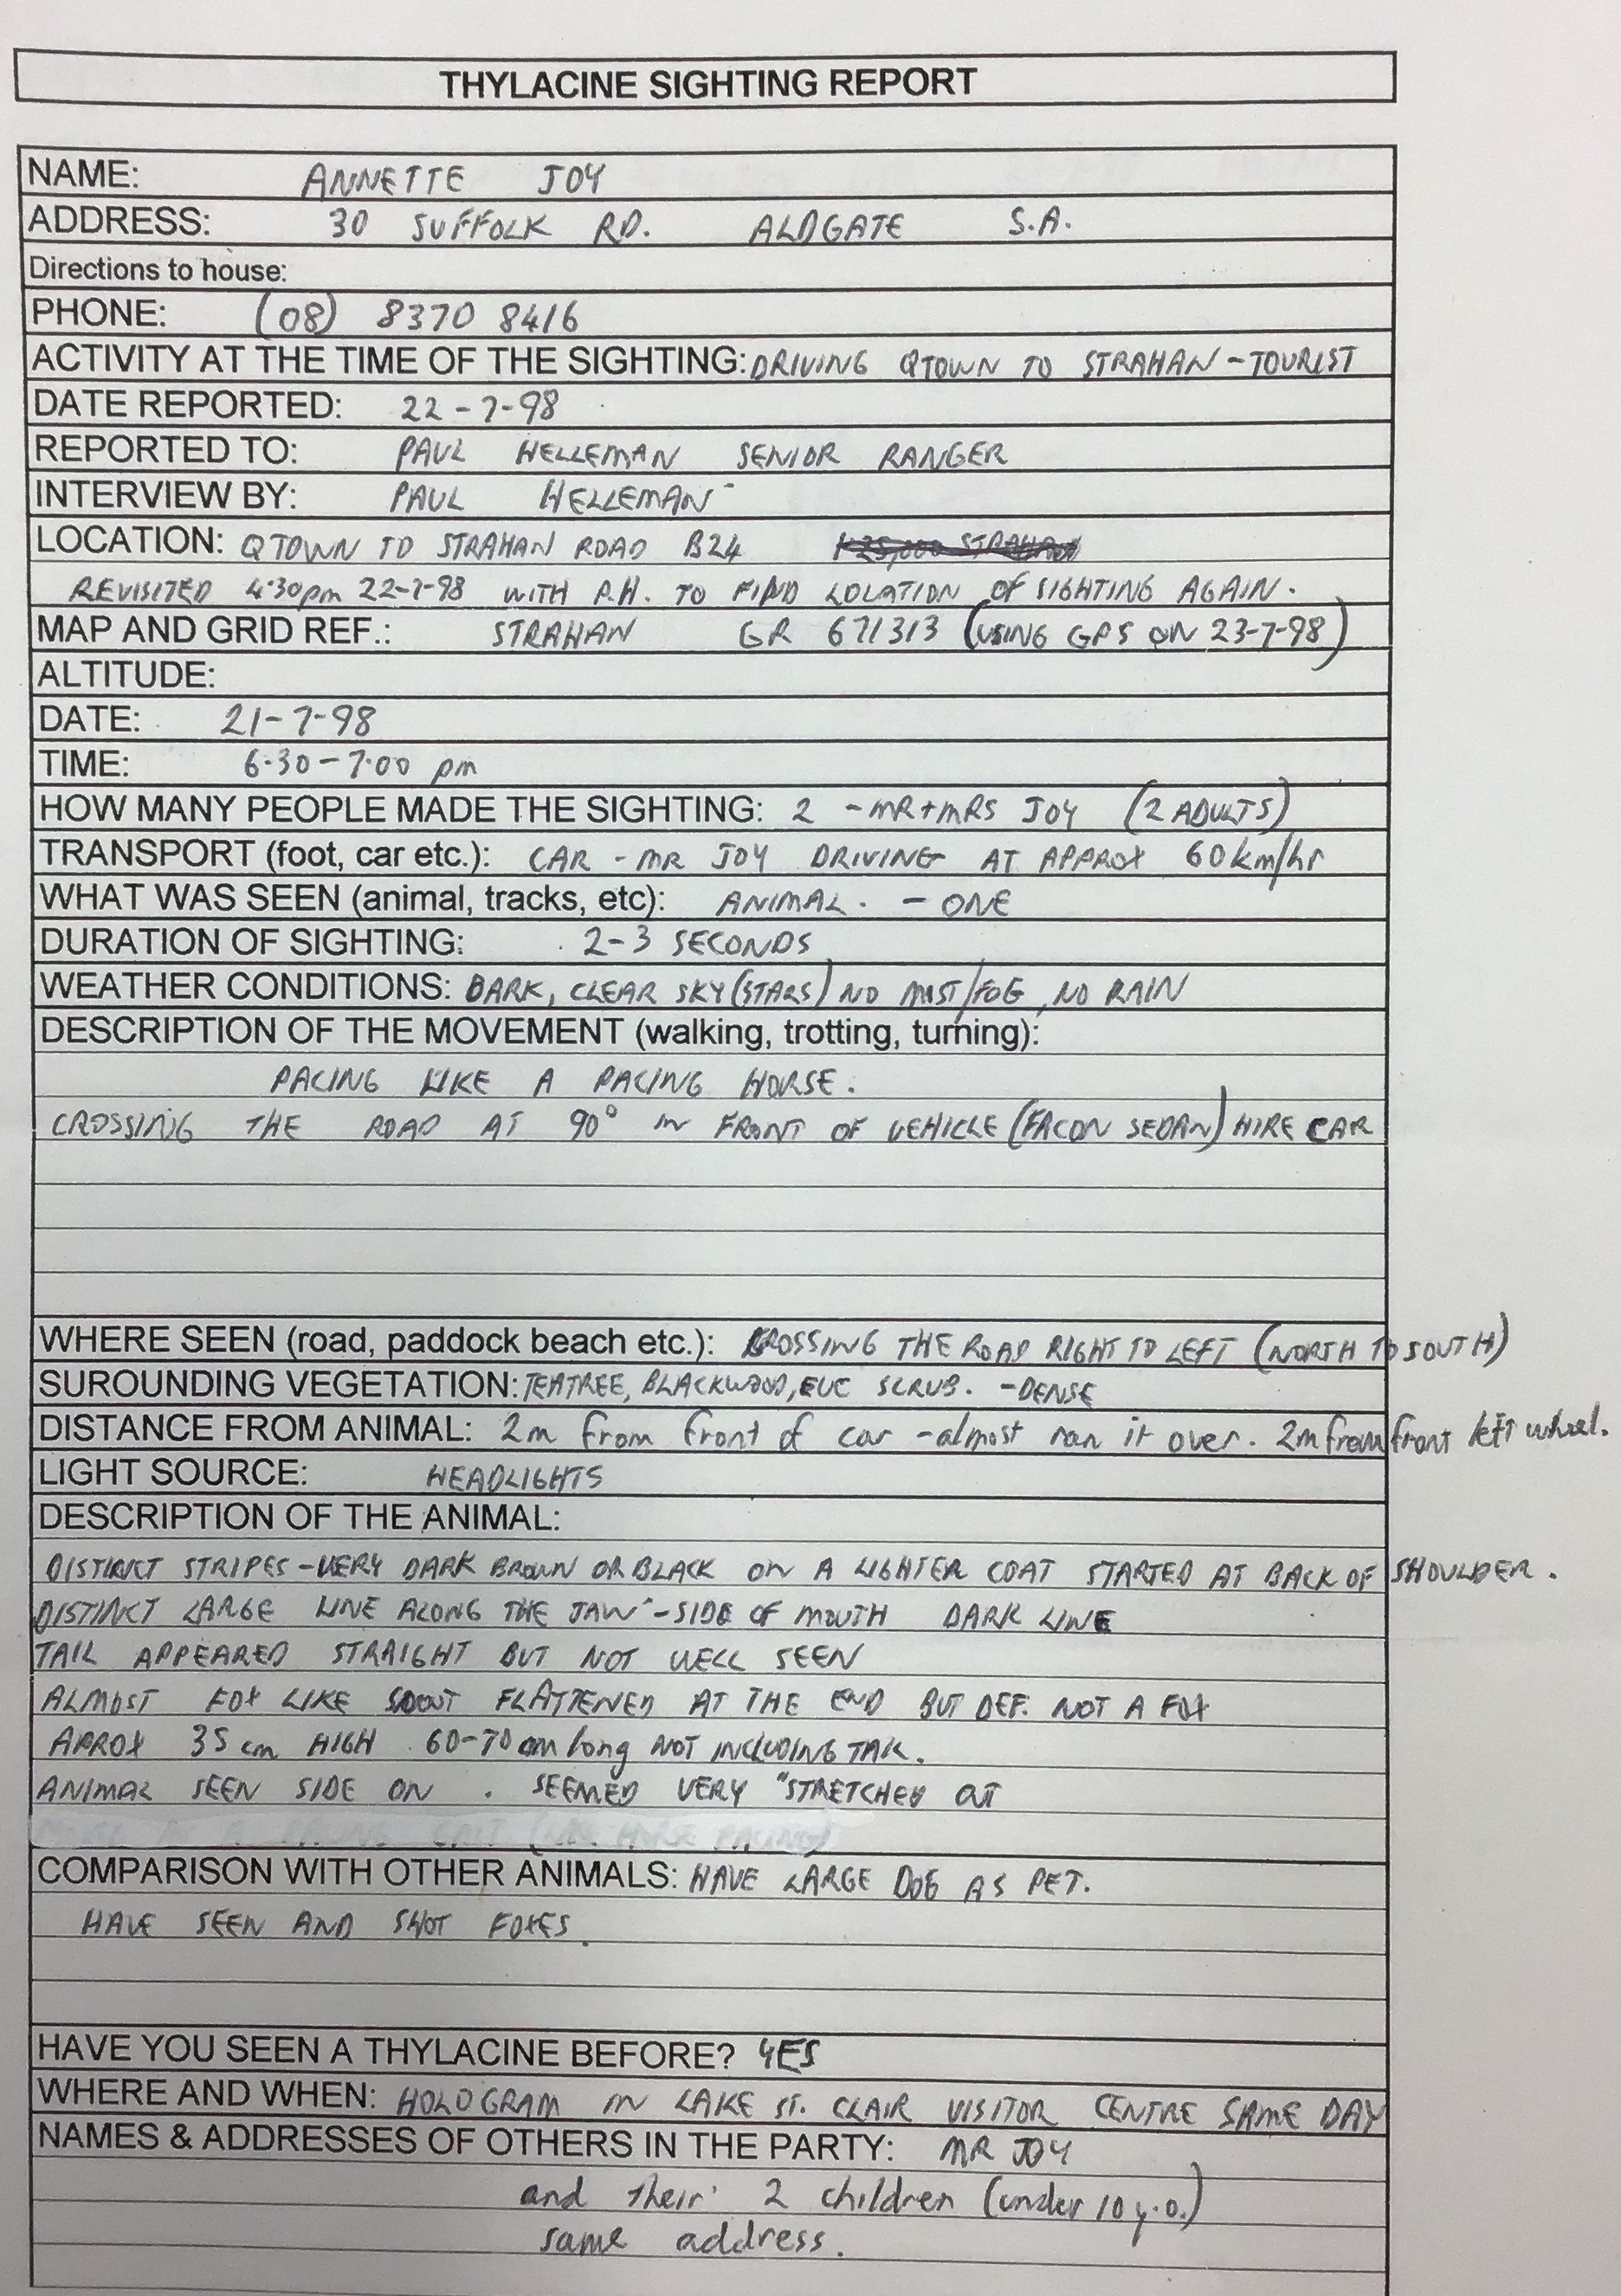 THYLACINE SIGHTING REPORT
NAME: ANNETTE JOY
ADDRESS: 30 SUFFOLK RD. ALDGATE S.A.
Directions to house:
PHONE: (08) 8370 8416
ACTIVITY AT THE TIME OF THE SIGHTING: DRIVING QTOWN TO STRAHAN - TOURIST
DATE REPORTED: 22-7-98
REPORTED TO: PAUL HELLEMAN SENIOR RANGER
INTERVIEW BY: PAUL HELLEMAN
LOCATION: QTOWN TO STRAHAN ROAD B24 1:25,000 STRAHAN
REVISITED 4:30pm 22-7-98 WITH P.H. TO FIND LOCATION OF SIGHTING AGAIN.
MAP AND GRID REF.: STRAHAN GR 671313 (USING GPS ON 23-7-98)
ALTITUDE:
DATE: 21-7-98
TIME: 6.30-7.00 pm
HOW MANY PEOPLE MADE THE SIGHTING: 2 - MR+MRS JOY (2 ADULTS)
TRANSPORT (foot, car etc.): CAR - MR JOY DRIVING AT APPROX 60km/hr
WHAT WAS SEEN (animal, tracks, etc): ANIMAL. - ONE
DURATION OF SIGHTING: 2-3 SECONDS
WEATHER CONDITIONS: DARK, CLEAR SKY (STARS) NO MIST/FOG, NO RAIN
DESCRIPTION OF THE MOVEMENT (walking, trotting, turning):
PACING LIKE A PACING HORSE.
CROSSING THE ROAD AT 90° IN FRONT OF VEHICLE (FACON SEDAN) HIRE CAR
WHERE SEEN (road, paddock beach etc.): CROSSING THE ROAD RIGHT TO LEFT (NORTH TO SOUTH)
SUROUNDING VEGETATION: TEATREE, BLACKWOOD, EUC SCRUB. - DENSE
DISTANCE FROM ANIMAL: 2m from front of car - almost ran it over. 2m from front left wheel.
LIGHT SOURCE: HEADLIGHTS
DESCRIPTION OF THE ANIMAL:
DISTINCT STRIPES - VERY DARK BROWN OR BLACK ON A LIGHTER COAT STARTED AT BACK OF SHOULDER.
DISTINCT LARGE LINE ALONG THE JAW - SIDE OF MOUTH DARK LINE
TAIL APPEARED STRAIGHT BUT NOT WELL SEEN
ALMOST FOX LIKE SNOUT FLATTENED AT THE END BUT DEF. NOT A FOX
APROX 35 cm HIGH 60-70 cm long NOT INCLUDING TAIL.
ANIMAL SEEN SIDE ON. SEEMED VERY "STRETCHED OUT
COMPARISON WITH OTHER ANIMALS: HAVE LARGE DOG AS PET.
HAVE SEEN AND SHOT FOXES.
HAVE YOU SEEN A THYLACINE BEFORE? YES
WHERE AND WHEN: HOLOGRAM IN LAKE ST. CLAIR VISITOR CENTRE SAME DAY
NAMES & ADDRESSES OF OTHERS IN THE PARTY: MR JOY
and their 2 children (under 10 y.o.)
same address.